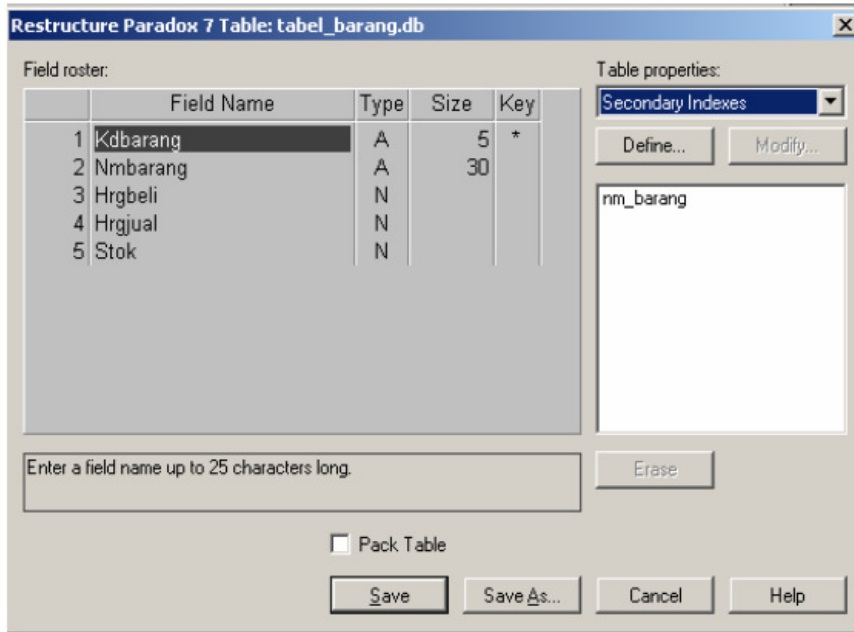 Restructure Paradox 7 Table: tabel_barang.db
Field roster:
Field Name Type Size Key
1 Kdbarang A 5 *
2 Nmbarang A 30
3 Hrgbeli N
4 Hrgjual N
5 Stok N
Enter a field name up to 25 characters long.
Pack Table
Table properties:
Secondary Indexes
Define... Modify...
nm_barang
Erase
Save Save As... Cancel Help